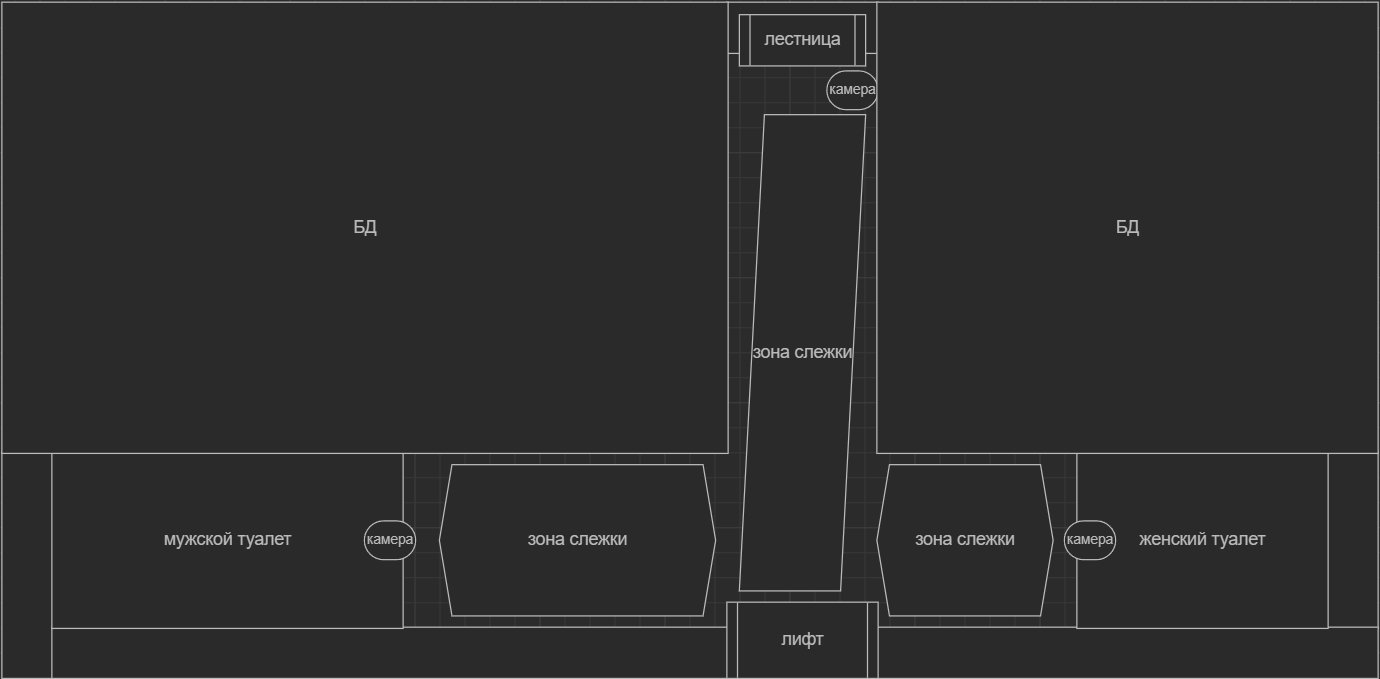 лестница
камера
БД
БД
зона слежки
мужской туалет
камера
зона слежки
зона слежки
камера
женский туалет
лифт